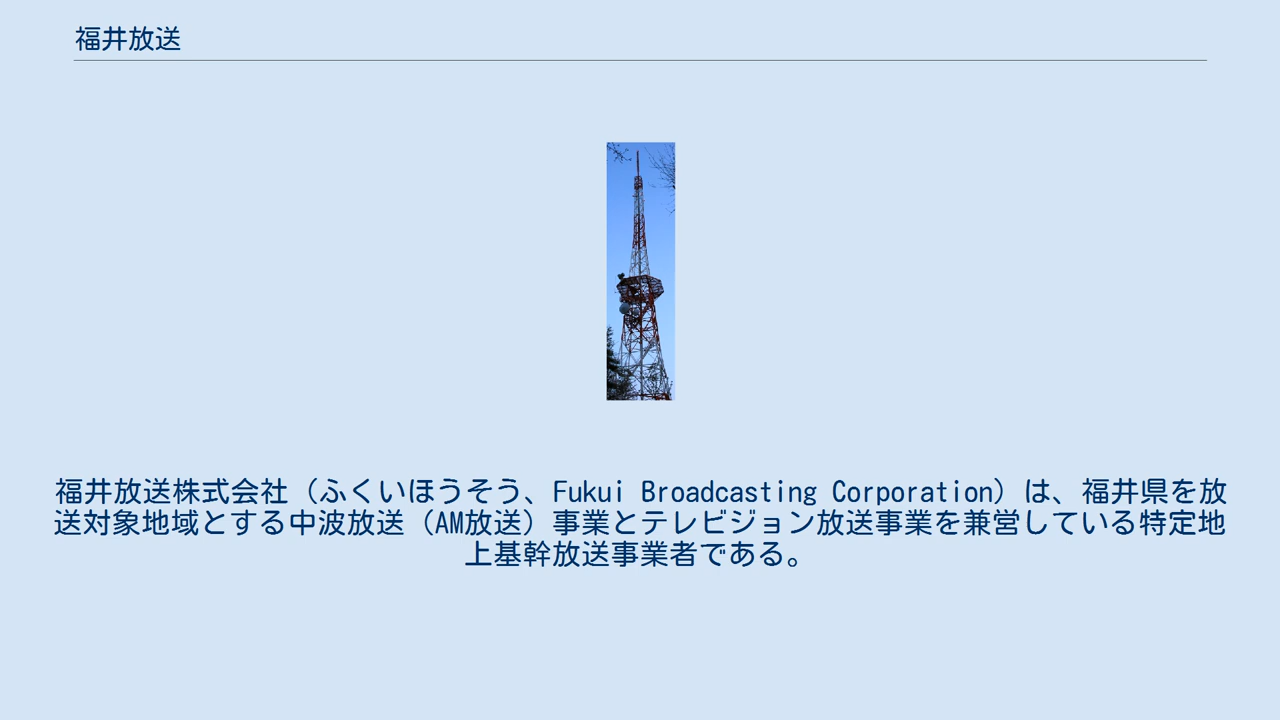 福井放送
福井放送株式会社（ふくいほうそう、Fukui Broadcasting Corporation）は、福井県を放
送対象地域とする中波放送（AM放送）事業とテレビジョン放送事業を兼営している特定地
上基幹放送事業者である。